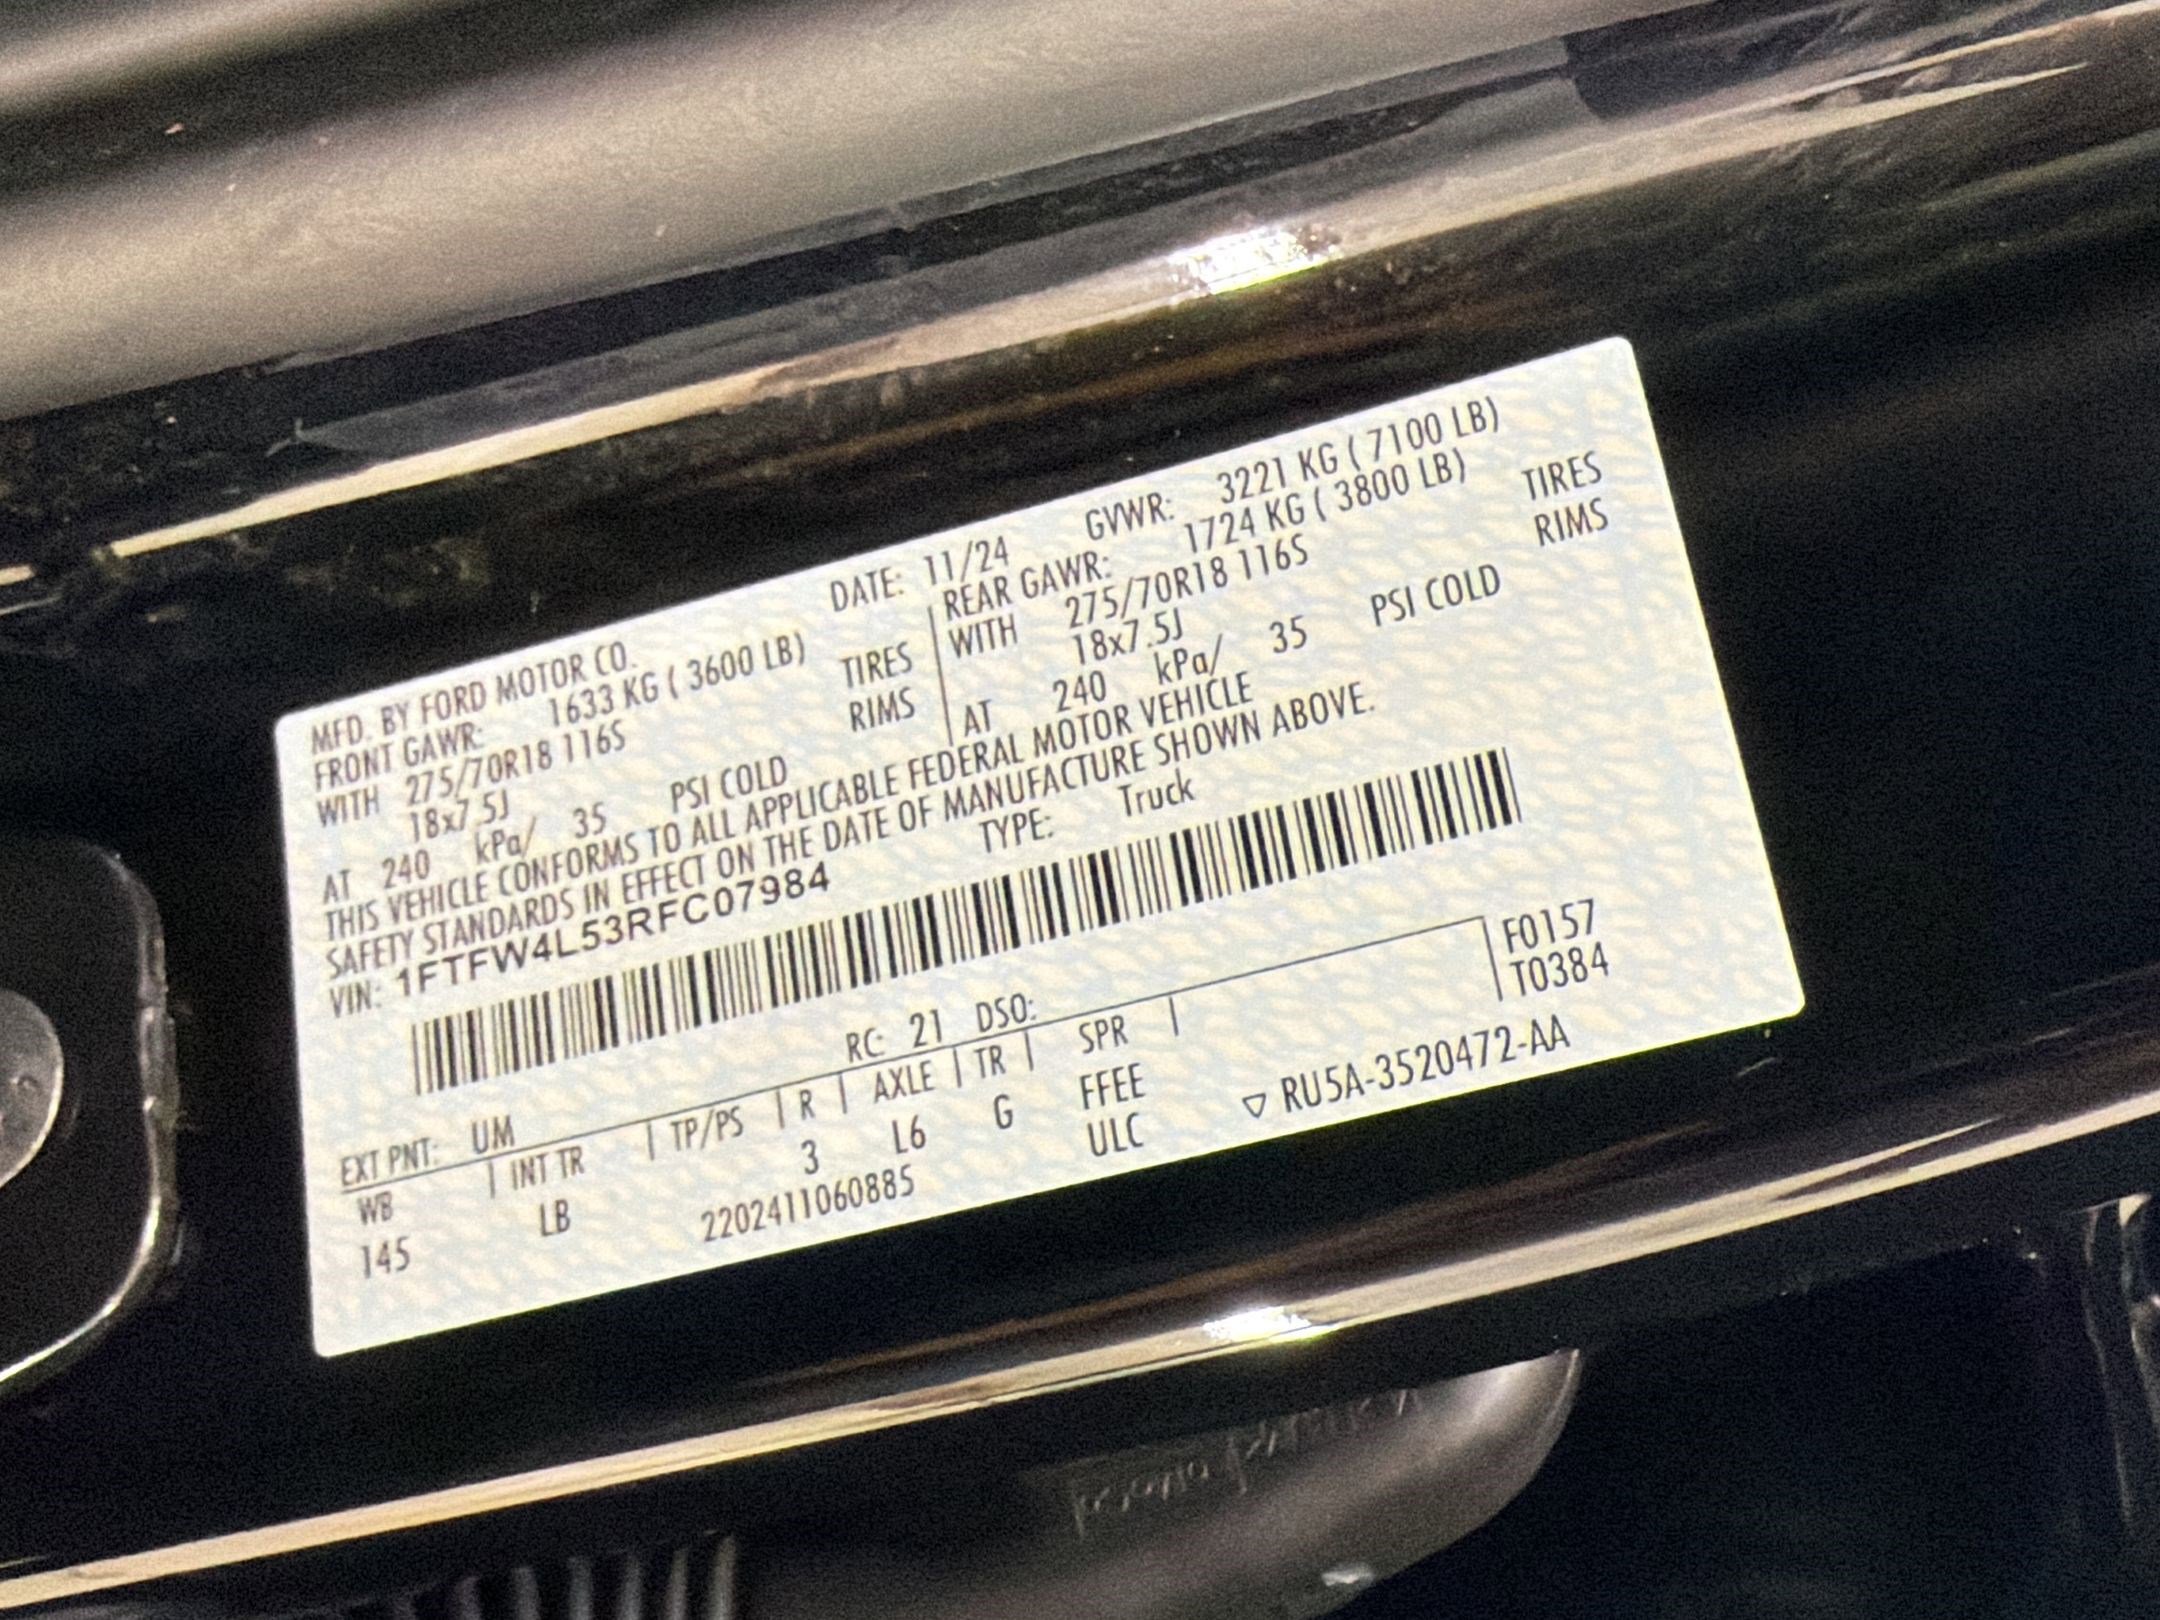 MFD. BY FORD MOTOR CO. DATE: 11/24 GVWR: 3221 KG ( 7100 LB)
FRONT GAWR: 1633 KG ( 3600 LB) REAR GAWR: 1724 KG ( 3800 LB)
WITH 275/70R18 116S TIRES WITH 275/70R18 116S TIRES
18x7.5J RIMS 18x7.5J RIMS
AT 240 kPa/ 35 PSI COLD AT 240 kPa/ 35 PSI COLD
THIS VEHICLE CONFORMS TO ALL APPLICABLE FEDERAL MOTOR VEHICLE
SAFETY STANDARDS IN EFFECT ON THE DATE OF MANUFACTURE SHOWN ABOVE.
VIN: 1FTFW4L53RFC07984 TYPE: Truck
F0157
T0384
EXT PNT: UM RC: 21 DSO:
WB | INT TR | TP/PS | R | AXLE | TR | SPR |
145 LB 3 L6 G FFEE
ULC
2202411060885
▽ RU5A-3520472-AA